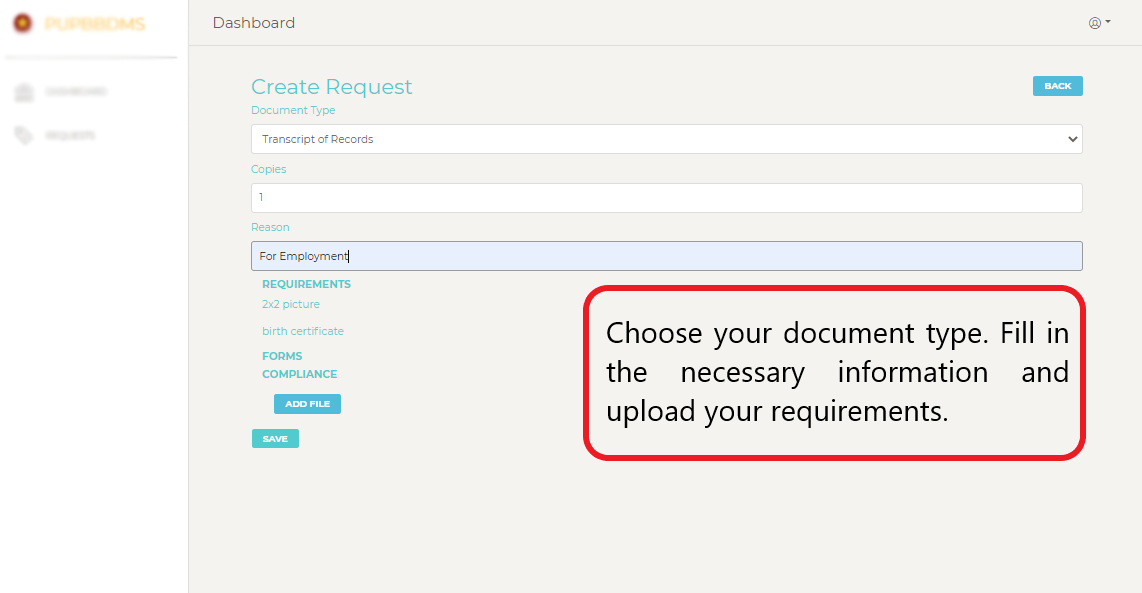 PUPBBDMS
Dashboard
DASHBOARD
REQUESTS
Create Request
BACK
Document Type
Transcript of Records
Copies
1
Reason
For Employment
REQUIREMENTS
2x2 picture
birth certificate
FORMS
COMPLIANCE
ADD FILE
SAVE
Choose your document type. Fill in
the necessary information and
upload your requirements.